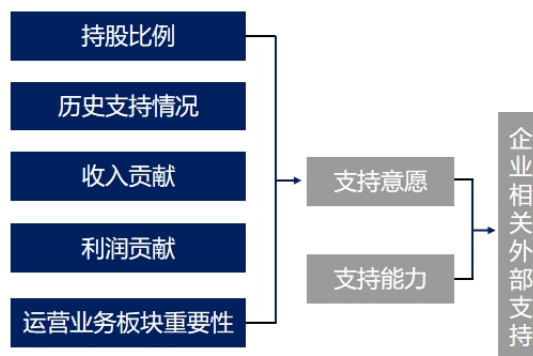 持股比例
历史支持情况
收入贡献
利润贡献
运营业务板块重要性
支持意愿
支持能力
企业相关外部支持